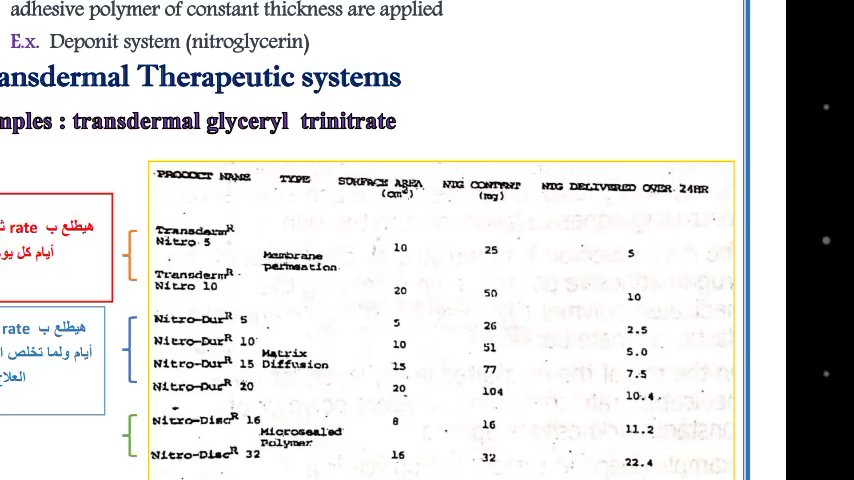 adhesive polymer of constant thickness are applied
E.x. Deponit system (nitroglycerin)
ansdermal Therapeutic systems
mples : transdermal glyceryl trinitrate
هيطلع ب rate
أيام كل
هيطلع ب rate
أيام ولما تخلص
العلاج
PRODUCT NAME TYPE SURFACE AREA (cm²) NTG CONTENT (mg) NTG DELIVERED OVER 24HR
Transderm^R Nitro 5 10 25 5
Membrane permeation
Transderm^R Nitro 10 20 50 10
Nitro-Dur^R 5 5 26 2.5
Nitro-Dur^R 10 10 51 5.0
Matrix Diffusion
Nitro-Dur^R 15 15 77 7.5
Nitro-Dur^R 20 20 104 10.4
Nitro-Disc^R 16 8 16 11.2
Microsealed Polymer
Nitro-Disc^R 32 16 32 22.4